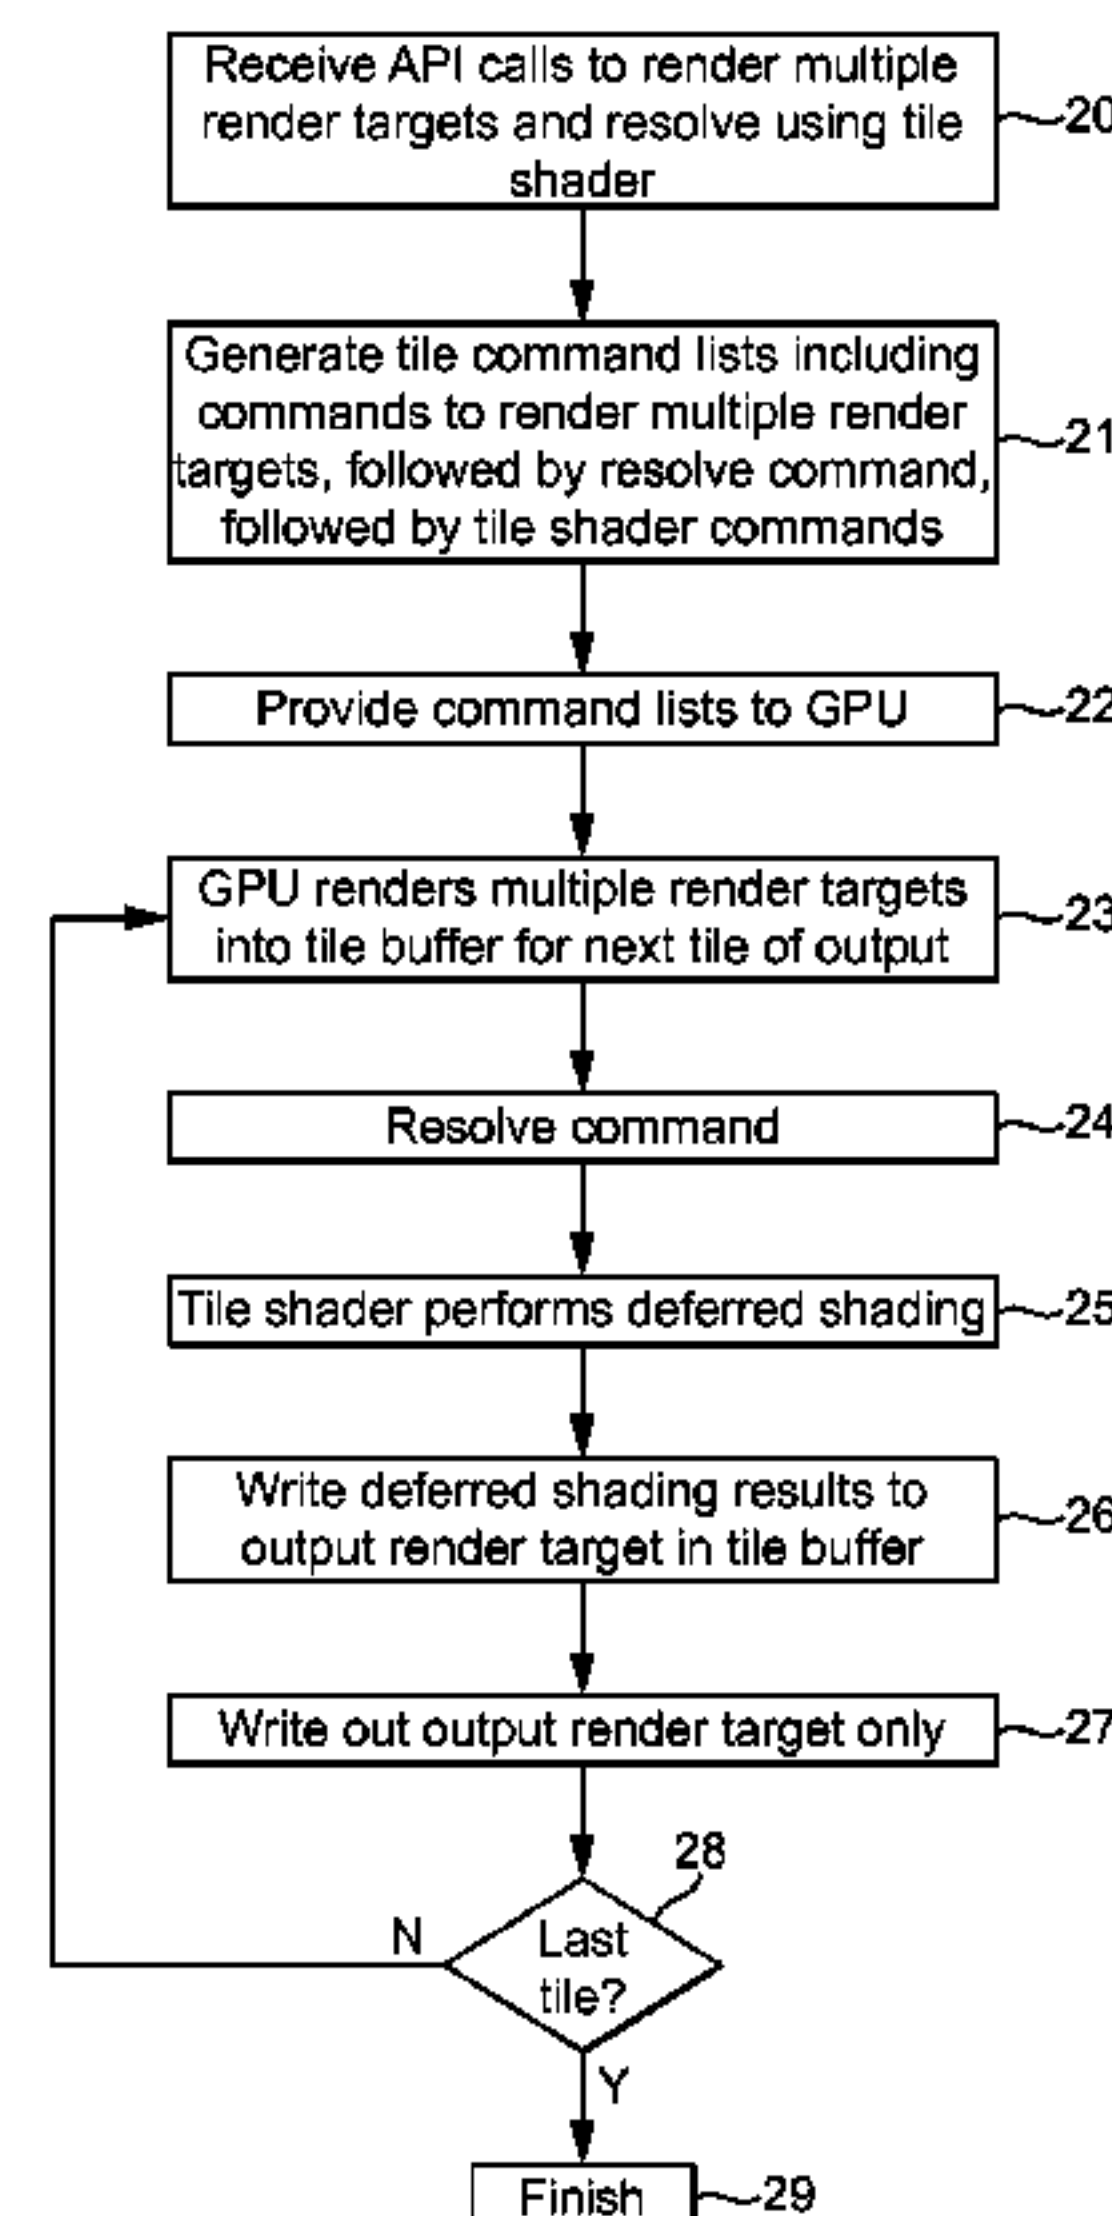 Receive API calls to render multiple
render targets and resolve using tile
shader
20
Generate tile command lists including
commands to render multiple render
targets, followed by resolve command,
followed by tile shader commands
21
Provide command lists to GPU
22
GPU renders multiple render targets
into tile buffer for next tile of output
23
Resolve command
24
Tile shader performs deferred shading
25
Write deferred shading results to
output render target in tile buffer
26
Write out output render target only
27
28
Last
tile?
N
Y
Finish
29